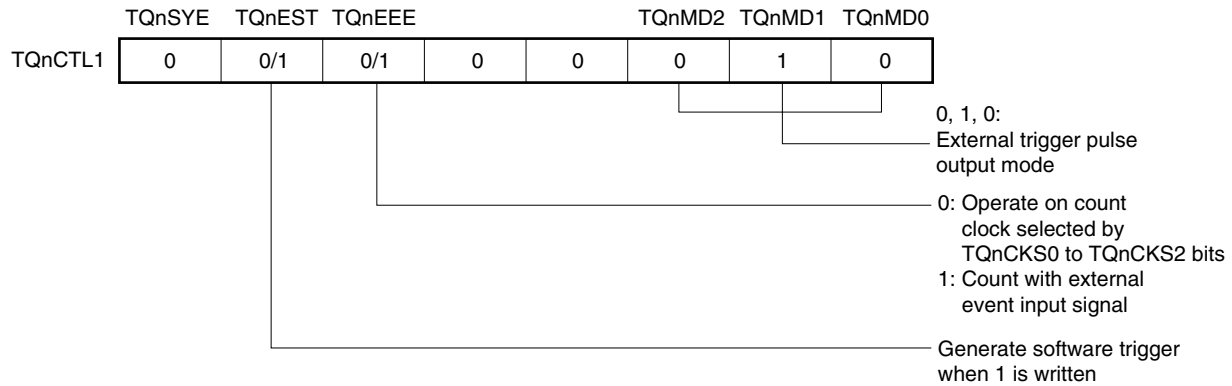 TQnSYE TQnEST TQnEEE TQnMD2 TQnMD1 TQnMD0
TQnCTL1 0 0/1 0/1 0 0 0 1 0
0, 1, 0:
External trigger pulse
output mode
0: Operate on count
clock selected by
TQnCKS0 to TQnCKS2 bits
1: Count with external
event input signal
Generate software trigger
when 1 is written